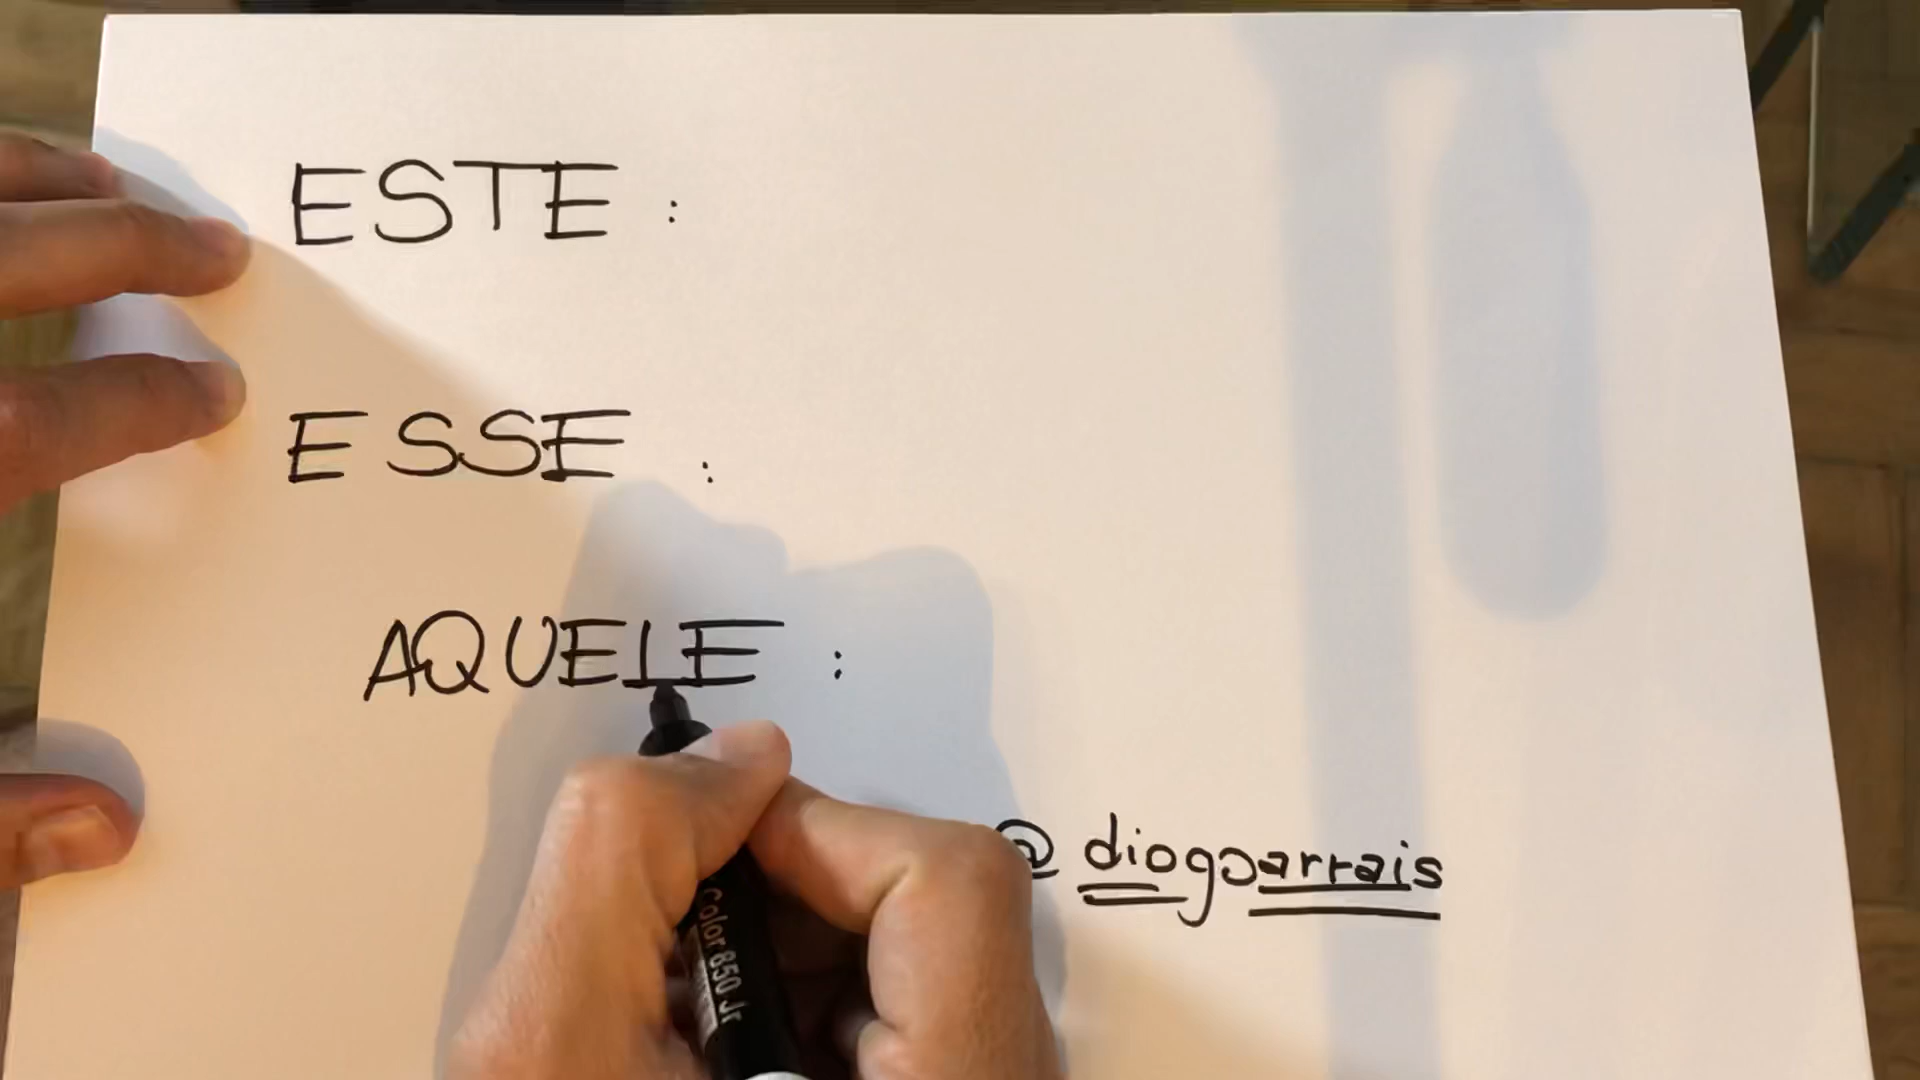 ESTE :
ESSE :
AQUELE :
@diogoarrais
Color 850 Jr